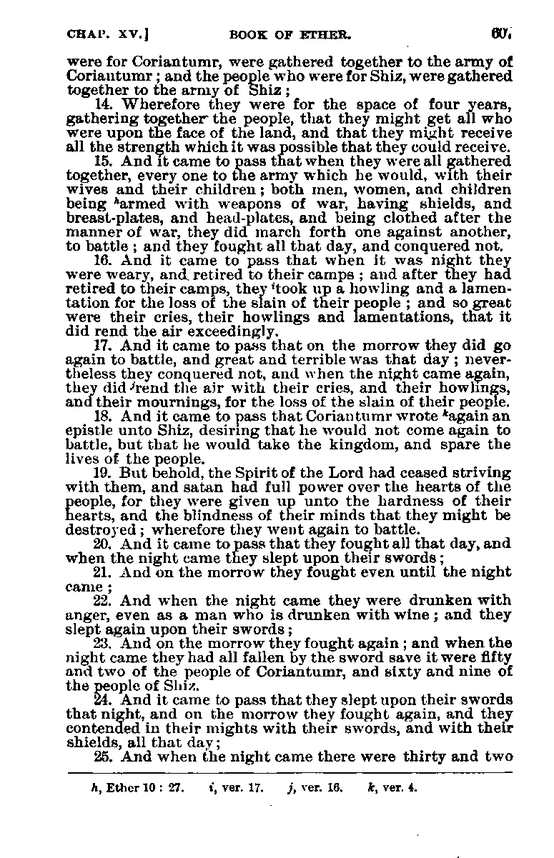 CHAP. XV.] BOOK OF ETHER. 607
were for Coriantumr, were gathered together to the army of
Coriantumr ; and the people who were for Shiz, were gathered
together to the army of Shiz ;
14. Wherefore they were for the space of four years,
gathering together the people, that they might get all who
were upon the face of the land, and that they might receive
all the strength which it was possible that they could receive.
15. And it came to pass that when they were all gathered
together, every one to the army which he would, with their
wives and their children ; both men, women, and children
being ʰarmed with weapons of war, having shields, and
breast-plates, and head-plates, and being clothed after the
manner of war, they did march forth one against another,
to battle ; and they fought all that day, and conquered not.
16. And it came to pass that when it was night they
were weary, and retired to their camps ; and after they had
retired to their camps, they ⁱtook up a howling and a lamen-
tation for the loss of the slain of their people ; and so great
were their cries, their howlings and lamentations, that it
did rend the air exceedingly.
17. And it came to pass that on the morrow they did go
again to battle, and great and terrible was that day ; never-
theless they conquered not, and when the night came again,
they did ʲrend the air with their cries, and their howlings,
and their mournings, for the loss of the slain of their people.
18. And it came to pass that Coriantumr wrote ᵏagain an
epistle unto Shiz, desiring that he would not come again to
battle, but that he would take the kingdom, and spare the
lives of the people.
19. But behold, the Spirit of the Lord had ceased striving
with them, and satan had full power over the hearts of the
people, for they were given up unto the hardness of their
hearts, and the blindness of their minds that they might be
destroyed ; wherefore they went again to battle.
20. And it came to pass that they fought all that day, and
when the night came they slept upon their swords ;
21. And on the morrow they fought even until the night
came ;
22. And when the night came they were drunken with
anger, even as a man who is drunken with wine ; and they
slept again upon their swords ;
23. And on the morrow they fought again ; and when the
night came they had all fallen by the sword save it were fifty
and two of the people of Coriantumr, and sixty and nine of
the people of Shiz.
24. And it came to pass that they slept upon their swords
that night, and on the morrow they fought again, and they
contended in their mights with their swords, and with their
shields, all that day ;
25. And when the night came there were thirty and two
h, Ether 10 : 27. i, ver. 17. j, ver. 16. k, ver. 4.